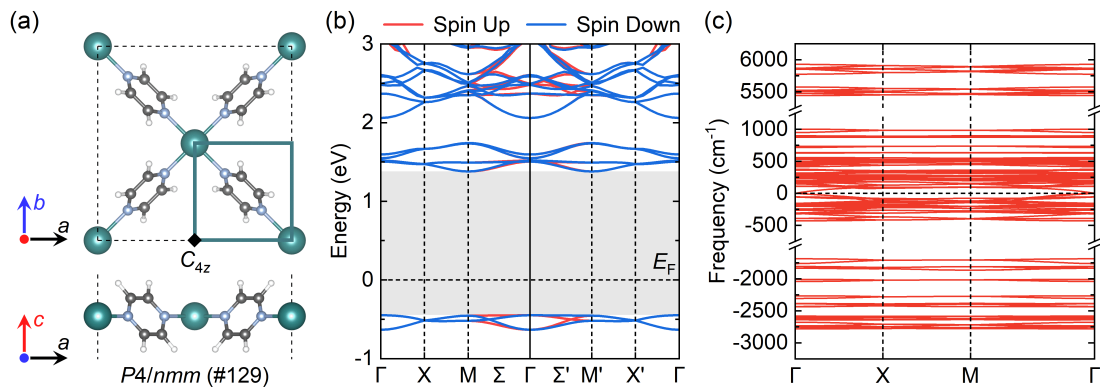 (a)
b
a
C4z
c
a
P4/nmm (#129)
(b)
Spin Up
Spin Down
Energy (eV)
3
2
1
0
-1
EF
Γ X M Σ Γ Σ' M' X' Γ
(c)
Frequency (cm⁻¹)
6000
5500
1000
500
0
-500
-2000
-2500
-3000
Γ X M Γ